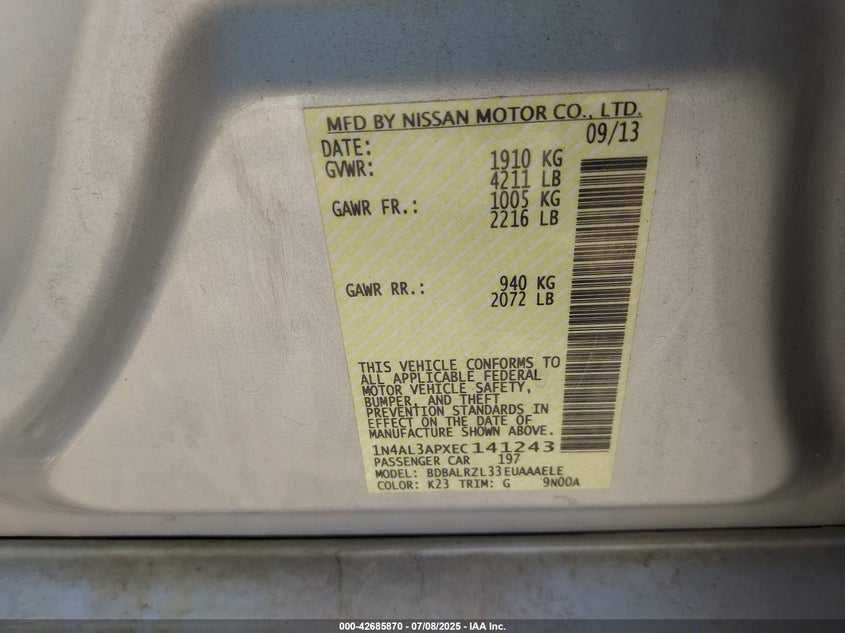 MFD BY NISSAN MOTOR CO., LTD.
DATE: 09/13
GVWR: 1910 KG
4211 LB
GAWR FR.: 1005 KG
2216 LB
GAWR RR.: 940 KG
2072 LB
THIS VEHICLE CONFORMS TO
ALL APPLICABLE FEDERAL
MOTOR VEHICLE SAFETY,
BUMPER, AND THEFT
PREVENTION STANDARDS IN
EFFECT ON THE DATE OF
MANUFACTURE SHOWN ABOVE.
1N4AL3APXEC141243
PASSENGER CAR 197
MODEL: BDBALRZL33EUAAAELE
COLOR: K23 TRIM: G 9N00A
000-42685870 | 07/08/2025 - IAA Inc.